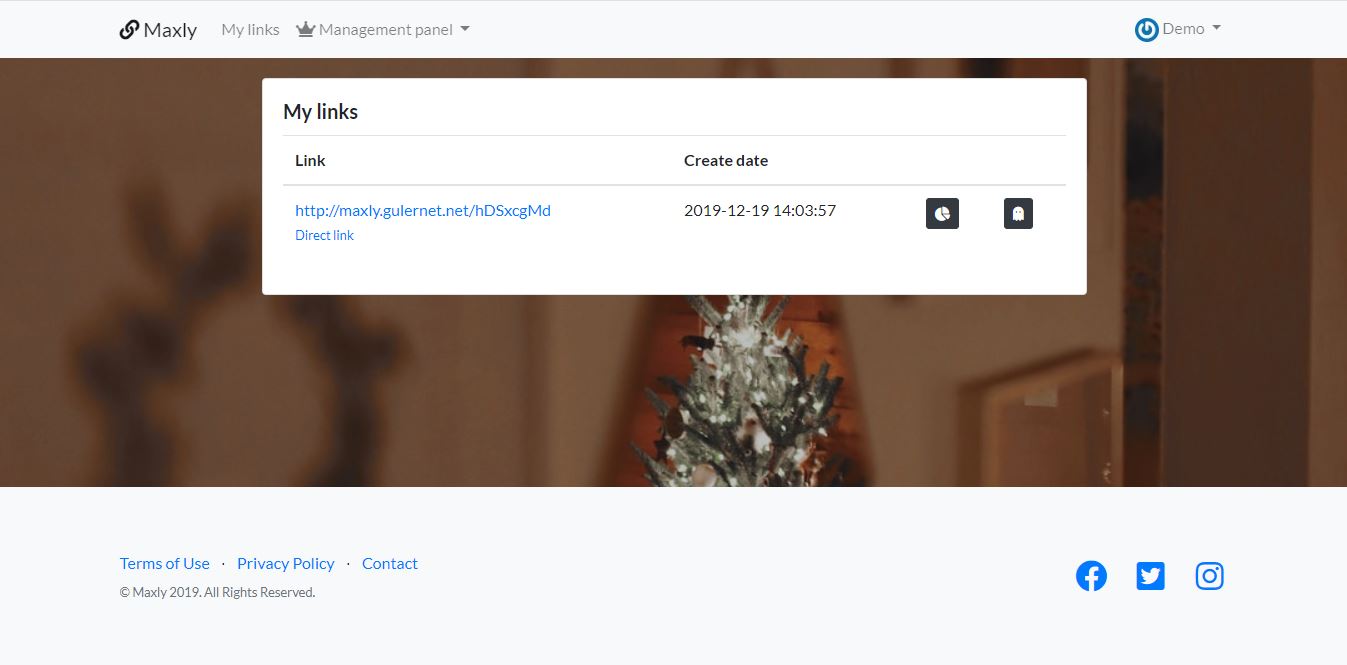 Maxly My links Management panel Demo
My links
Link Create date
http://maxly.gulernet.net/hDSxcgMd 2019-12-19 14:03:57
Direct link
Terms of Use · Privacy Policy · Contact
© Maxly 2019. All Rights Reserved.